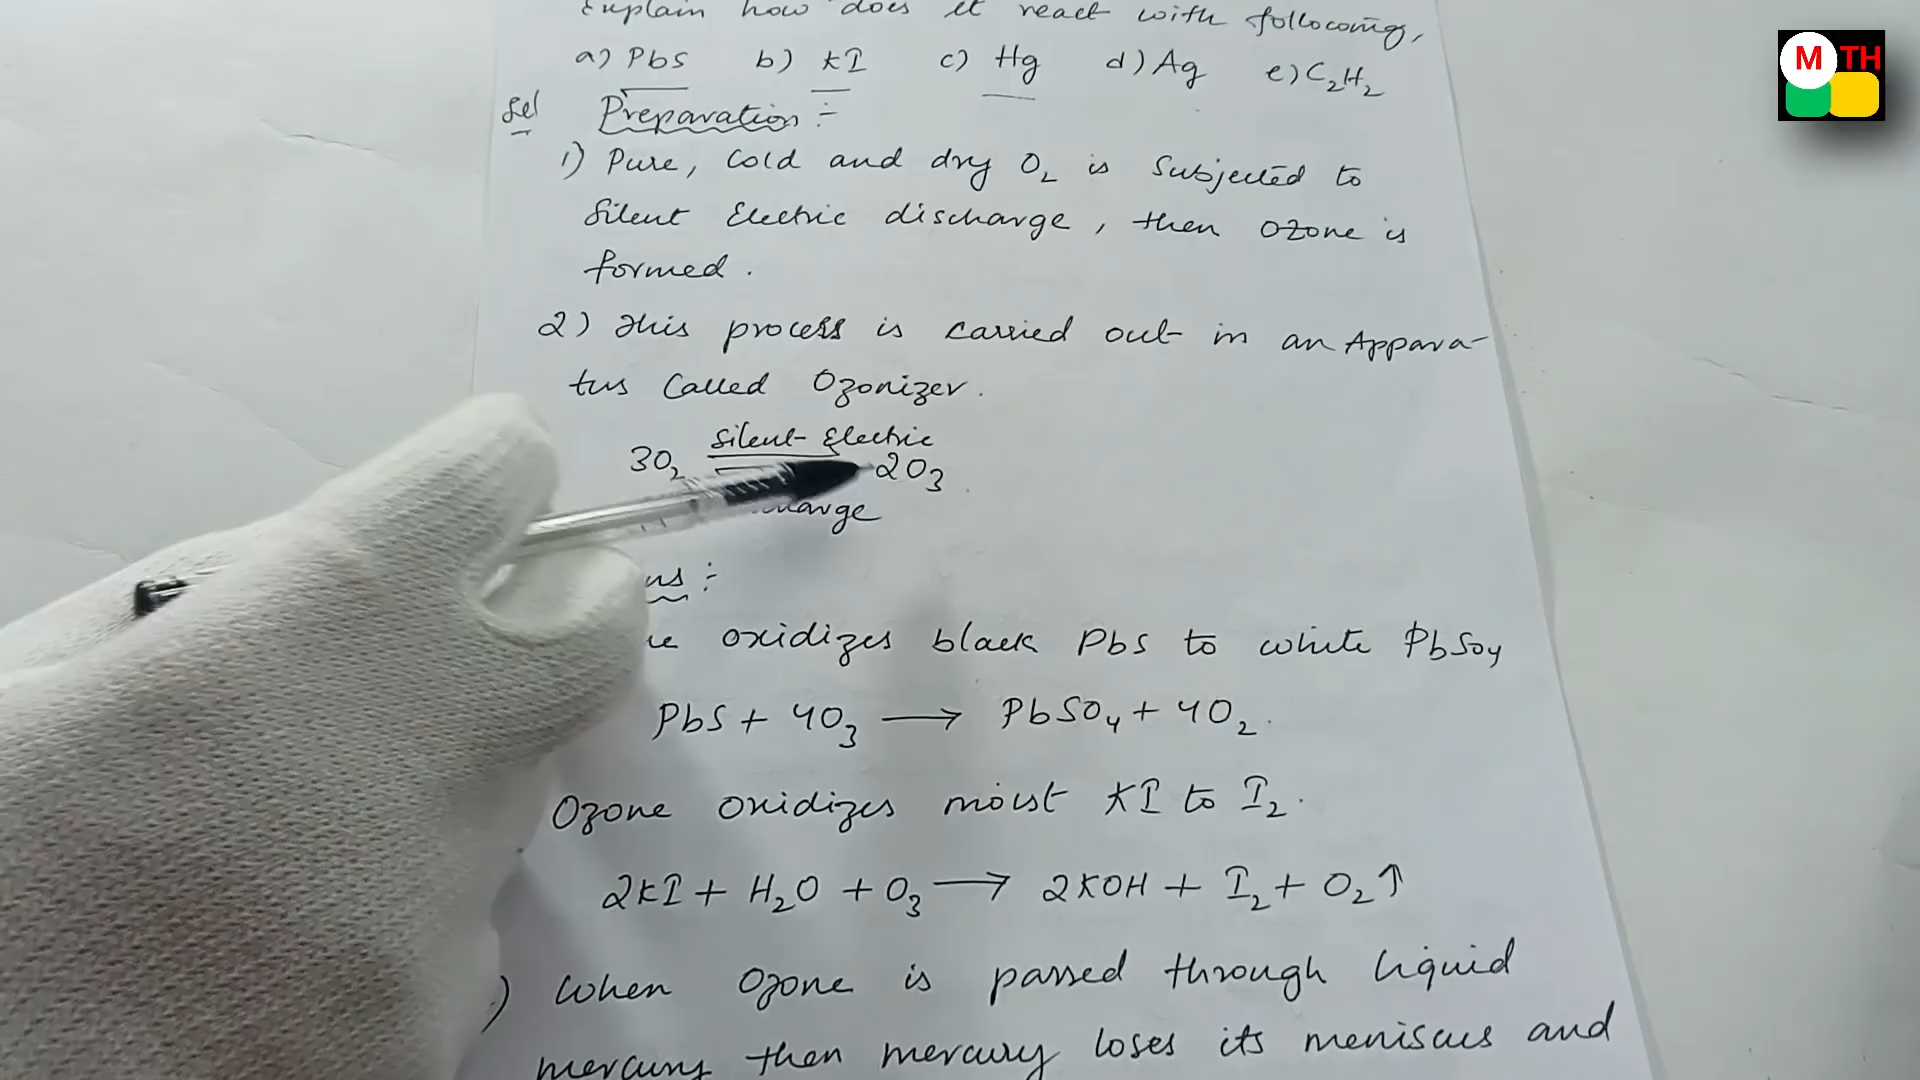 Explain how does it react with following,
a) PbS b) KI c) Hg d) Ag e) C₂H₂
Sol Preparation :-
1) Pure, Cold and dry O₂ is Subjected to
Silent Electric discharge, then ozone is
formed.
2) This process is carried out in an Appara-
tus Called Ozonizer.
Silent Electric
3O₂ 2O₃
:-
oxidizes black PbS to white PbSO₄
PbS + 4O₃ → PbSO₄ + 4O₂.
Ozone oxidizes moist KI to I₂.
2KI + H₂O + O₃ → 2KOH + I₂ + O₂↑
) When Ozone is passed through liquid
mercury then mercury loses its meniscus and
M TH